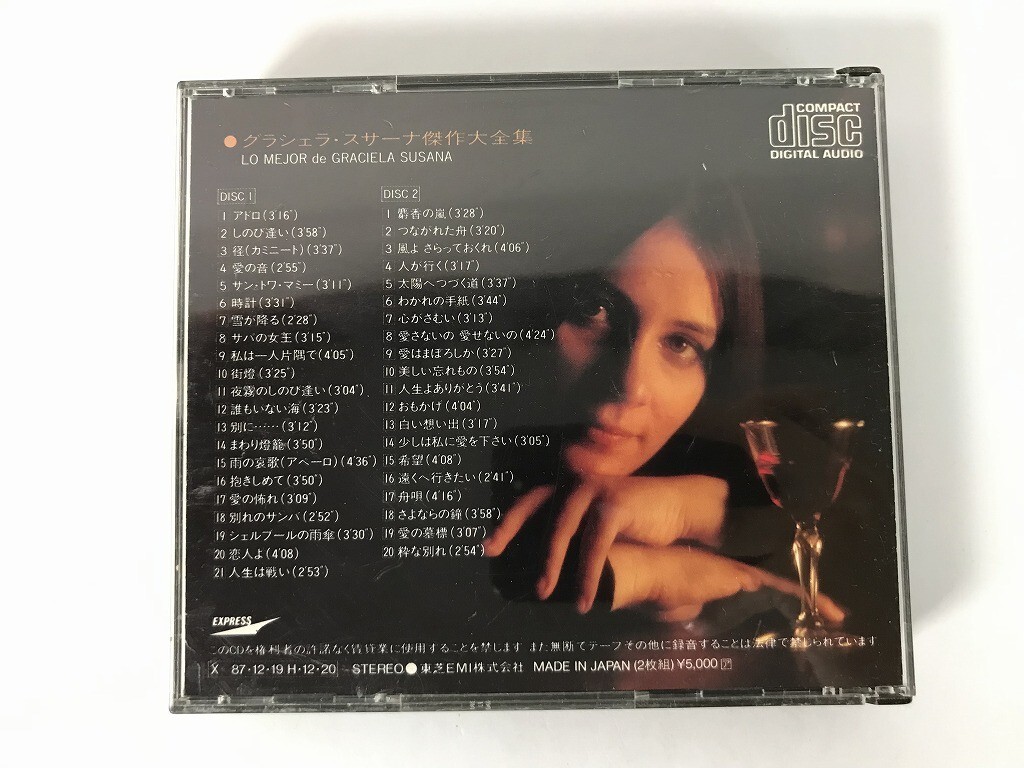 ● グラシェラ・スサーナ傑作大全集
LO MEJOR de GRACIELA SUSANA
COMPACT
disc
DIGITAL AUDIO
DISC 1
1 アドロ(3'16")
2 しのび逢い(3'58")
3 径(カミニート)(3'37")
4 愛の音(2'55")
5 サン・トワ・マミー(3'11")
6 時計(3'31")
7 雪が降る(2'28")
8 サバの女王(3'15")
9 私は一人片隅で(4'05")
10 街燈(3'25")
11 夜霧のしのび逢い(3'04")
12 誰もいない海(3'23")
13 別に……(3'12")
14 まわり燈籠(3'50")
15 雨の哀歌(アペーロ)(4'36")
16 抱きしめて(3'50")
17 愛の怖れ(3'09")
18 別れのサンバ(2'52")
19 シェルブールの雨傘(3'30")
20 恋人よ(4'08)
21 人生は戦い(2'53")
DISC 2
1 麝香の嵐(3'28")
2 つながれた舟(3'20")
3 風よ さらっておくれ(4'06")
4 人が行く(3'17")
5 太陽へつづく道(3'37")
6 わかれの手紙(3'44")
7 心がさむい(3'13")
8 愛さないの 愛せないの(4'24")
9 愛はまぼろしか(3'27")
10 美しい忘れもの(3'54")
11 人生よありがとう(3'41")
12 おもかげ(4'04")
13 白い想い出(3'17")
14 少しは私に愛を下さい(3'05")
15 希望(4'08")
16 遠くへ行きたい(2'41")
17 舟唄(4'16")
18 さよならの鐘(3'58")
19 愛の墓標(3'07")
20 粋な別れ(2'54")
EXPRESS
このCDを権利者の許諾なく賃貸業に使用することを禁します また無断でテープその他に録音することは法律で禁じられています
X 87・12・19 H・12・20 STEREO ● 東芝EMI株式会社 MADE IN JAPAN (2枚組) ¥5,000 ア